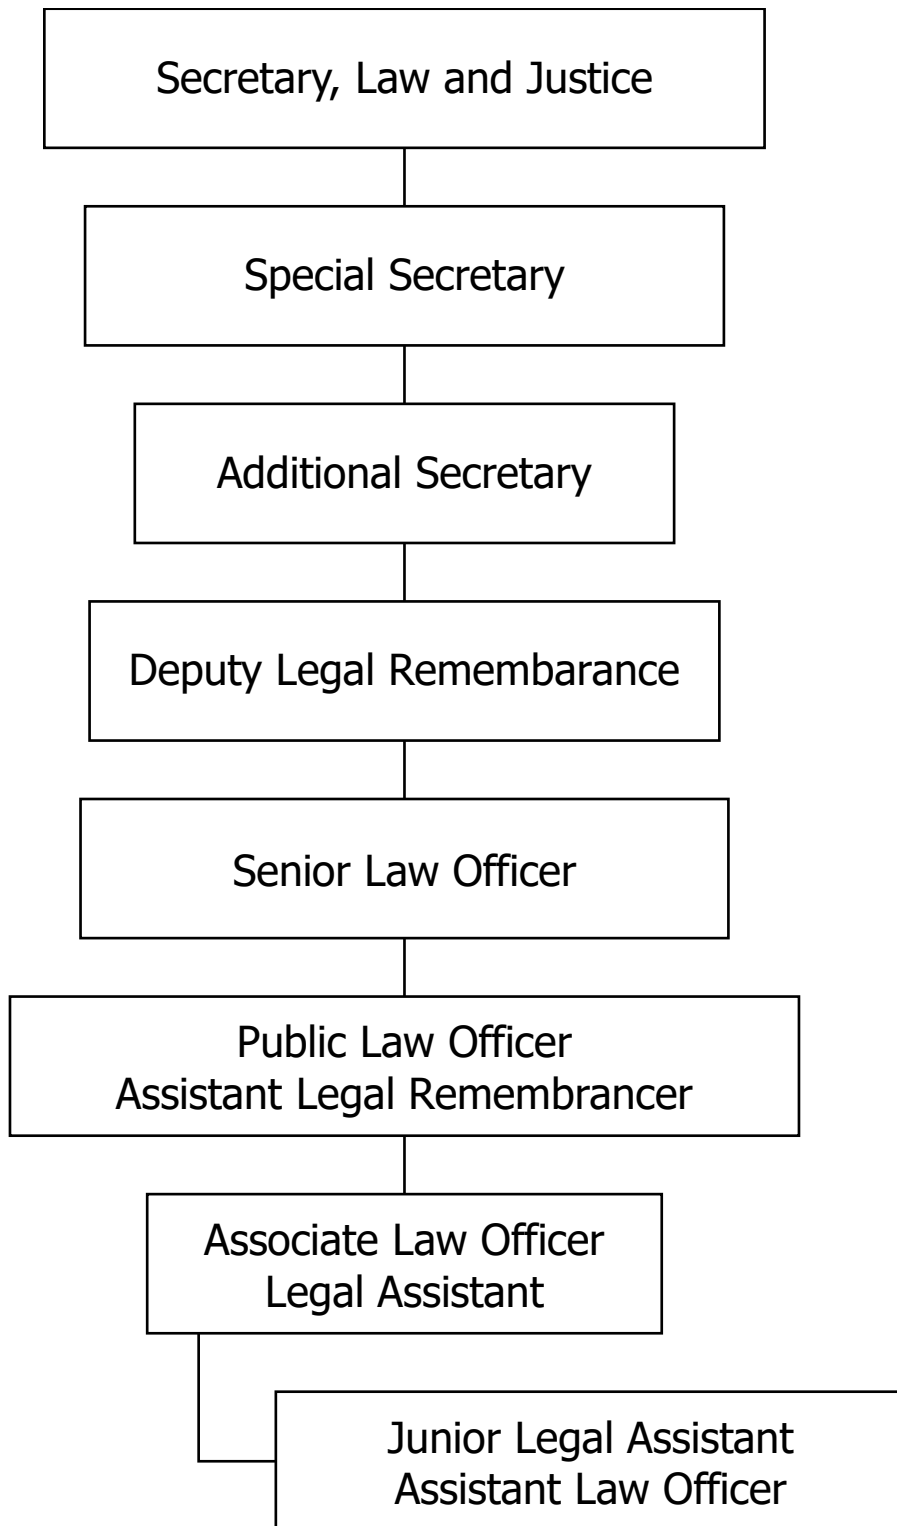 Secretary, Law and Justice
Special Secretary
Additional Secretary
Deputy Legal Remembarance
Senior Law Officer
Public Law Officer
Assistant Legal Remembrancer
Associate Law Officer
Legal Assistant
Junior Legal Assistant
Assistant Law Officer